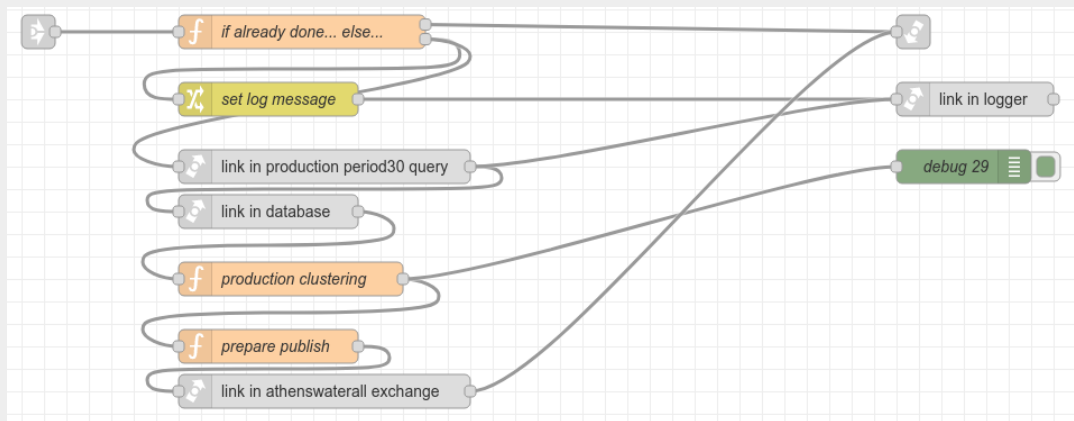 if already done... else...
set log message
link in logger
link in production period30 query
debug 29
link in database
production clustering
prepare publish
link in athenswaterall exchange